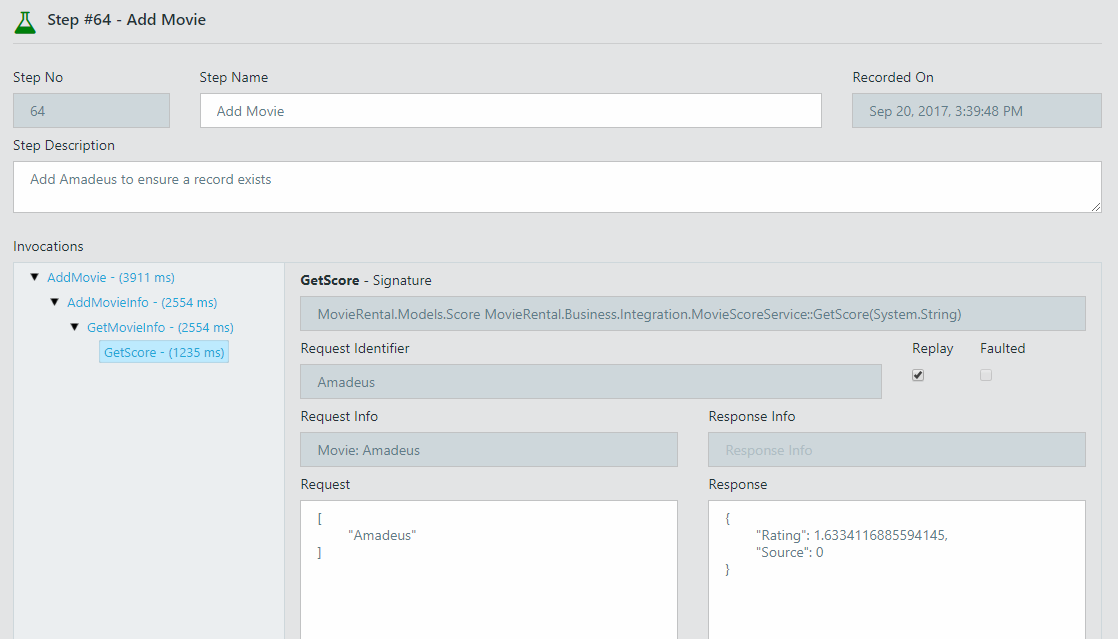 Step #64 - Add Movie
Step No
Step Name
Recorded On
64
Add Movie
Sep 20, 2017, 3:39:48 PM
Step Description
Add Amadeus to ensure a record exists
Invocations
AddMovie - (3911 ms)
AddMovieInfo - (2554 ms)
GetMovieInfo - (2554 ms)
GetScore - (1235 ms)
GetScore - Signature
MovieRental.Models.Score MovieRental.Business.Integration.MovieScoreService::GetScore(System.String)
Request Identifier
Replay
Faulted
Amadeus
Request Info
Response Info
Movie: Amadeus
Response Info
Request
Response
[
"Amadeus"
]
{
"Rating": 1.6334116885594145,
"Source": 0
}